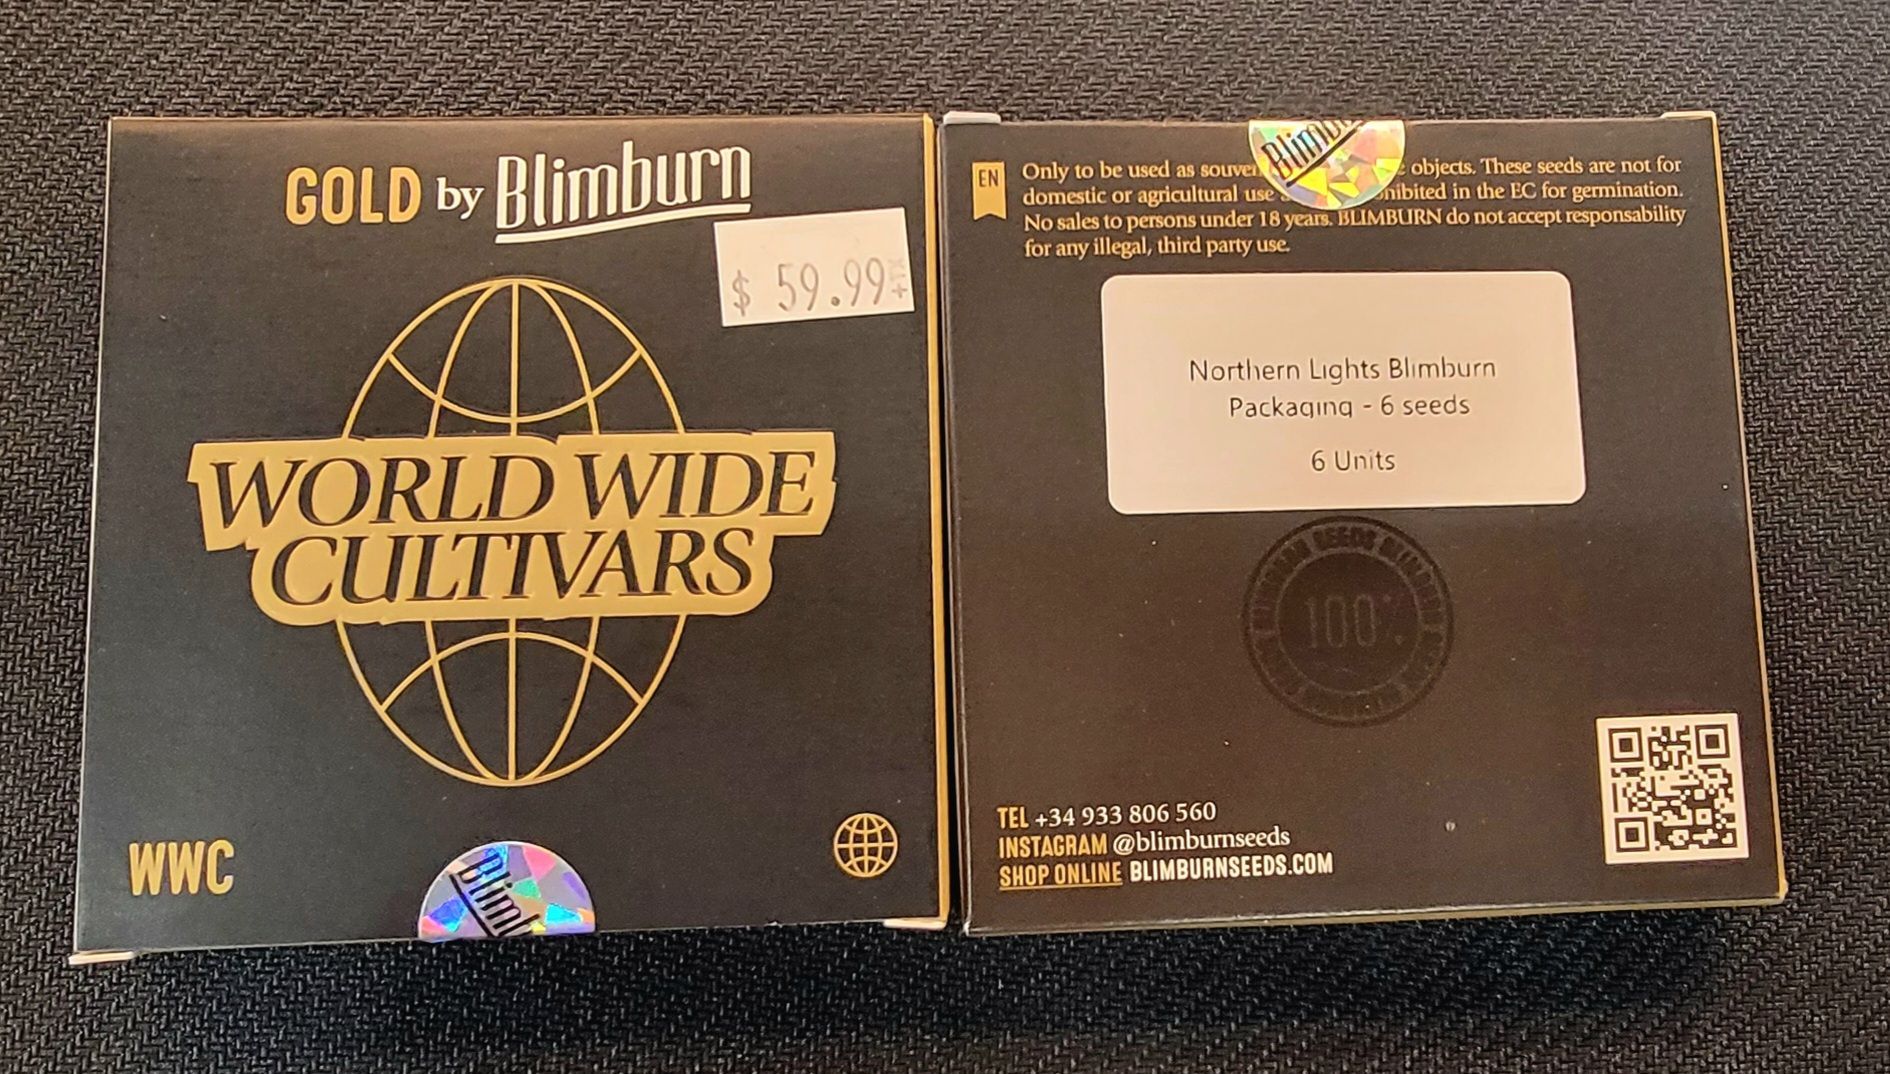 GOLD by Blimburn
$ 59.99
WORLD WIDE
CULTIVARS
WWC
Bliml
Blimbu
EN
Only to be used as souve objects. These seeds are not for
domestic or agricultural use hibited in the EC for germination.
No sales to persons under 18 years. BLIMBURN do not accept responsability
for any illegal, third party use.
Northern Lights Blimburn
Packaging - 6 seeds
6 Units
SEEDS
100%
TEL +34 933 806 560
INSTAGRAM @blimburnseeds
SHOP ONLINE BLIMBURNSEEDS.COM